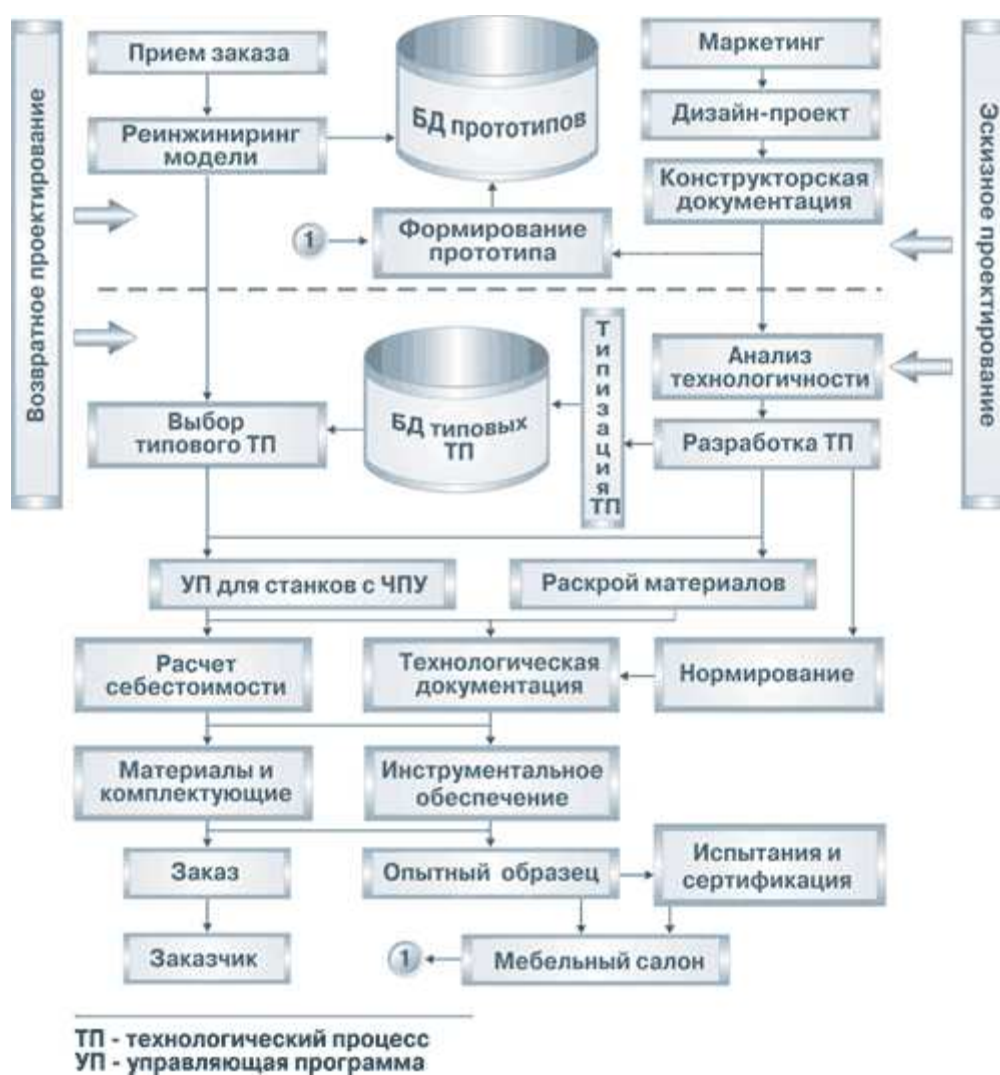 Возвратное проектирование
Прием заказа
Реинжиниринг
модели
БД прототипов
Маркетинг
Дизайн-проект
Конструкторская
документация
Эскизное проектирование
1
Формирование
прототипа
Типизация ТП
Анализ
технологичности
Выбор
типового ТП
БД типовых
ТП
Разработка ТП
УП для станков с ЧПУ
Раскрой материалов
Расчет
себестоимости
Технологическая
документация
Нормирование
Материалы и
комплектующие
Инструментальное
обеспечение
Заказ
Опытный образец
Испытания и
сертификация
Заказчик
1
Мебельный салон
ТП - технологический процесс
УП - управляющая программа